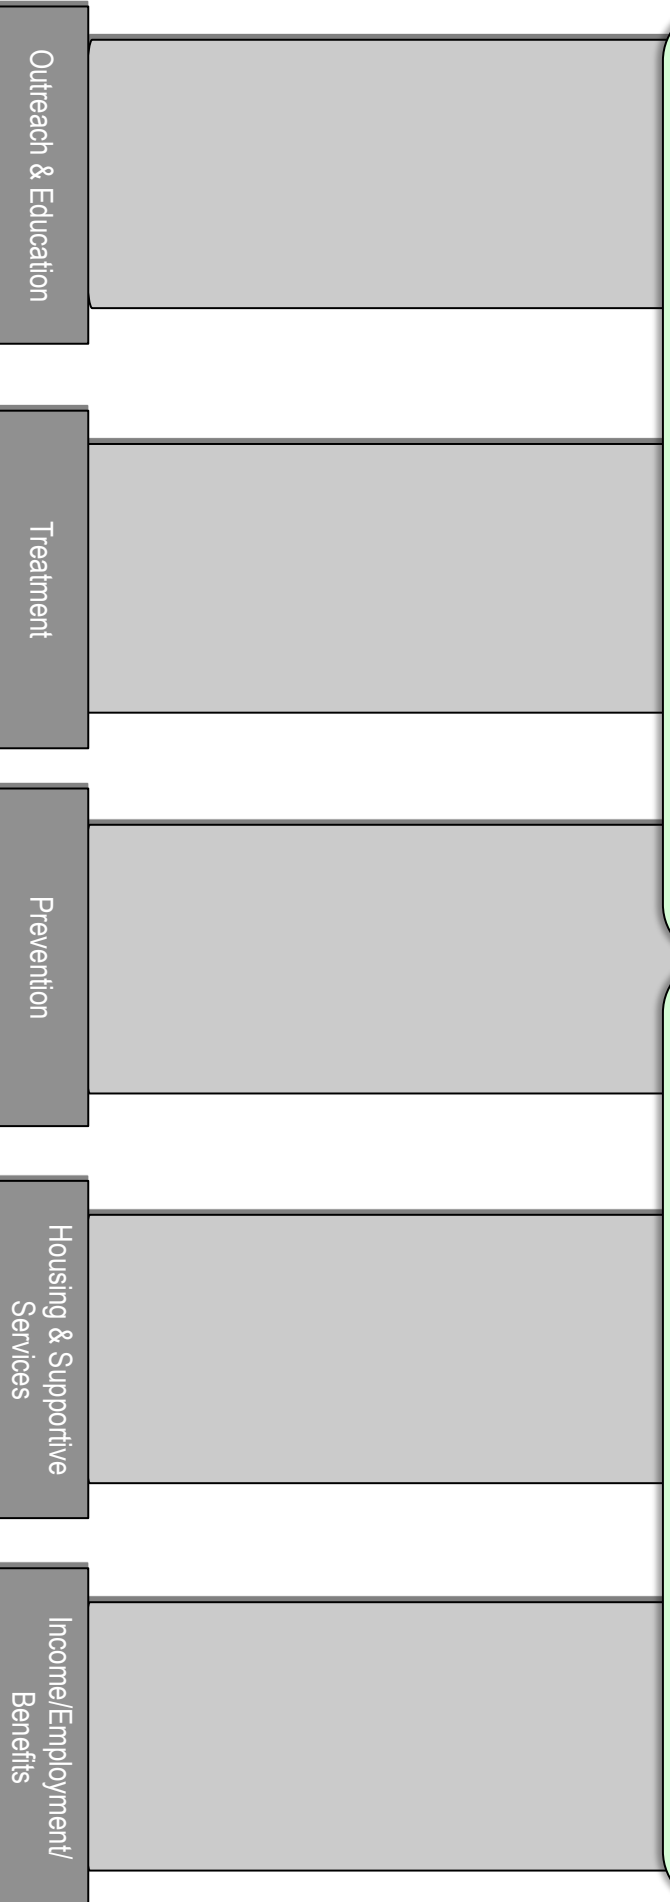 Outreach & Education
Treatment
Prevention
Housing & Supportive
Services
Income/Employment/
Benefits